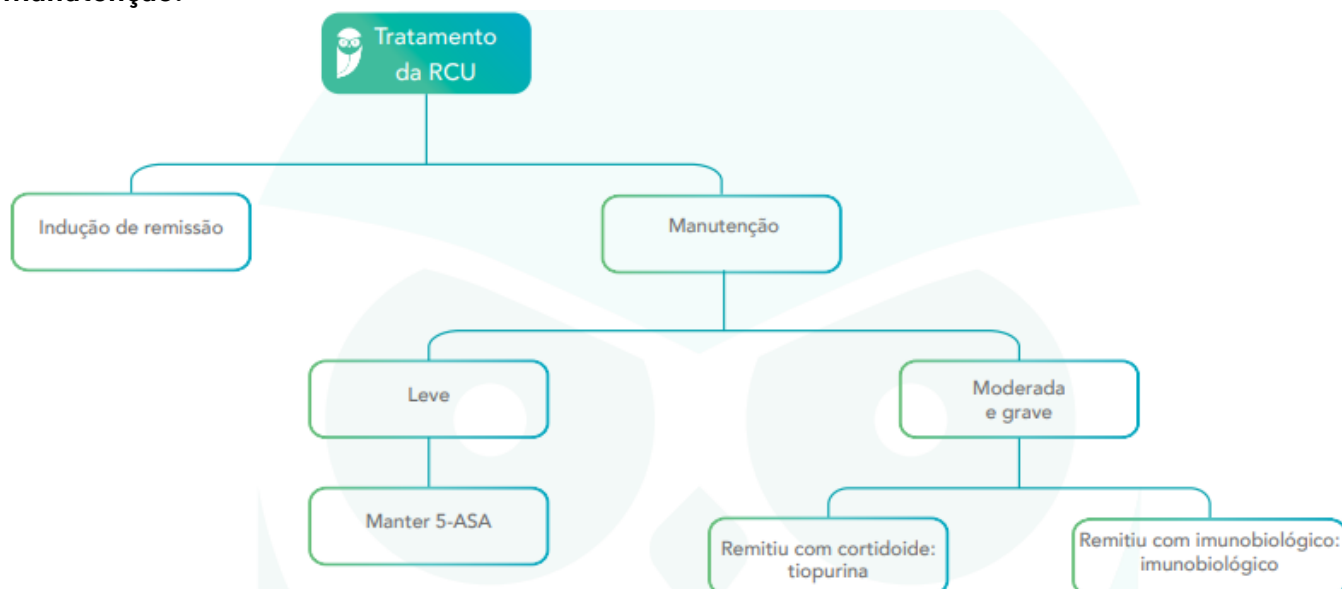 Tratamento
da RCU
Indução de remissão
Manutenção
Leve
Moderada
e grave
Manter 5-ASA
Remitiu com cortidoide:
tiopurina
Remitiu com imunobiológico:
imunobiológico